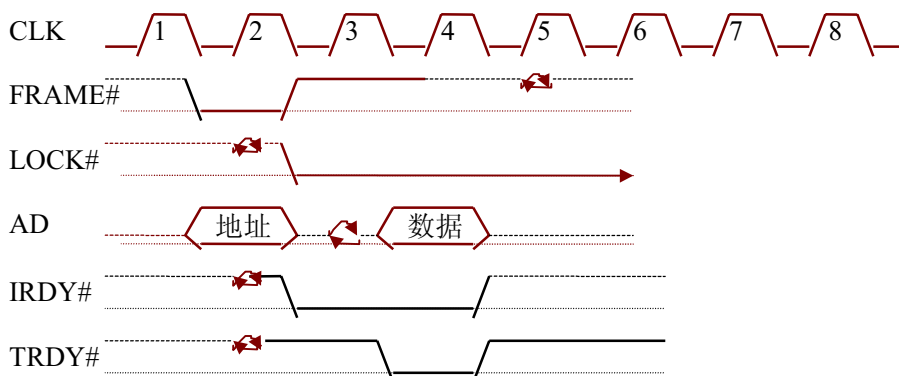 CLK 1 2 3 4 5 6 7 8
FRAME#
LOCK#
AD 地址 数据
IRDY#
TRDY#